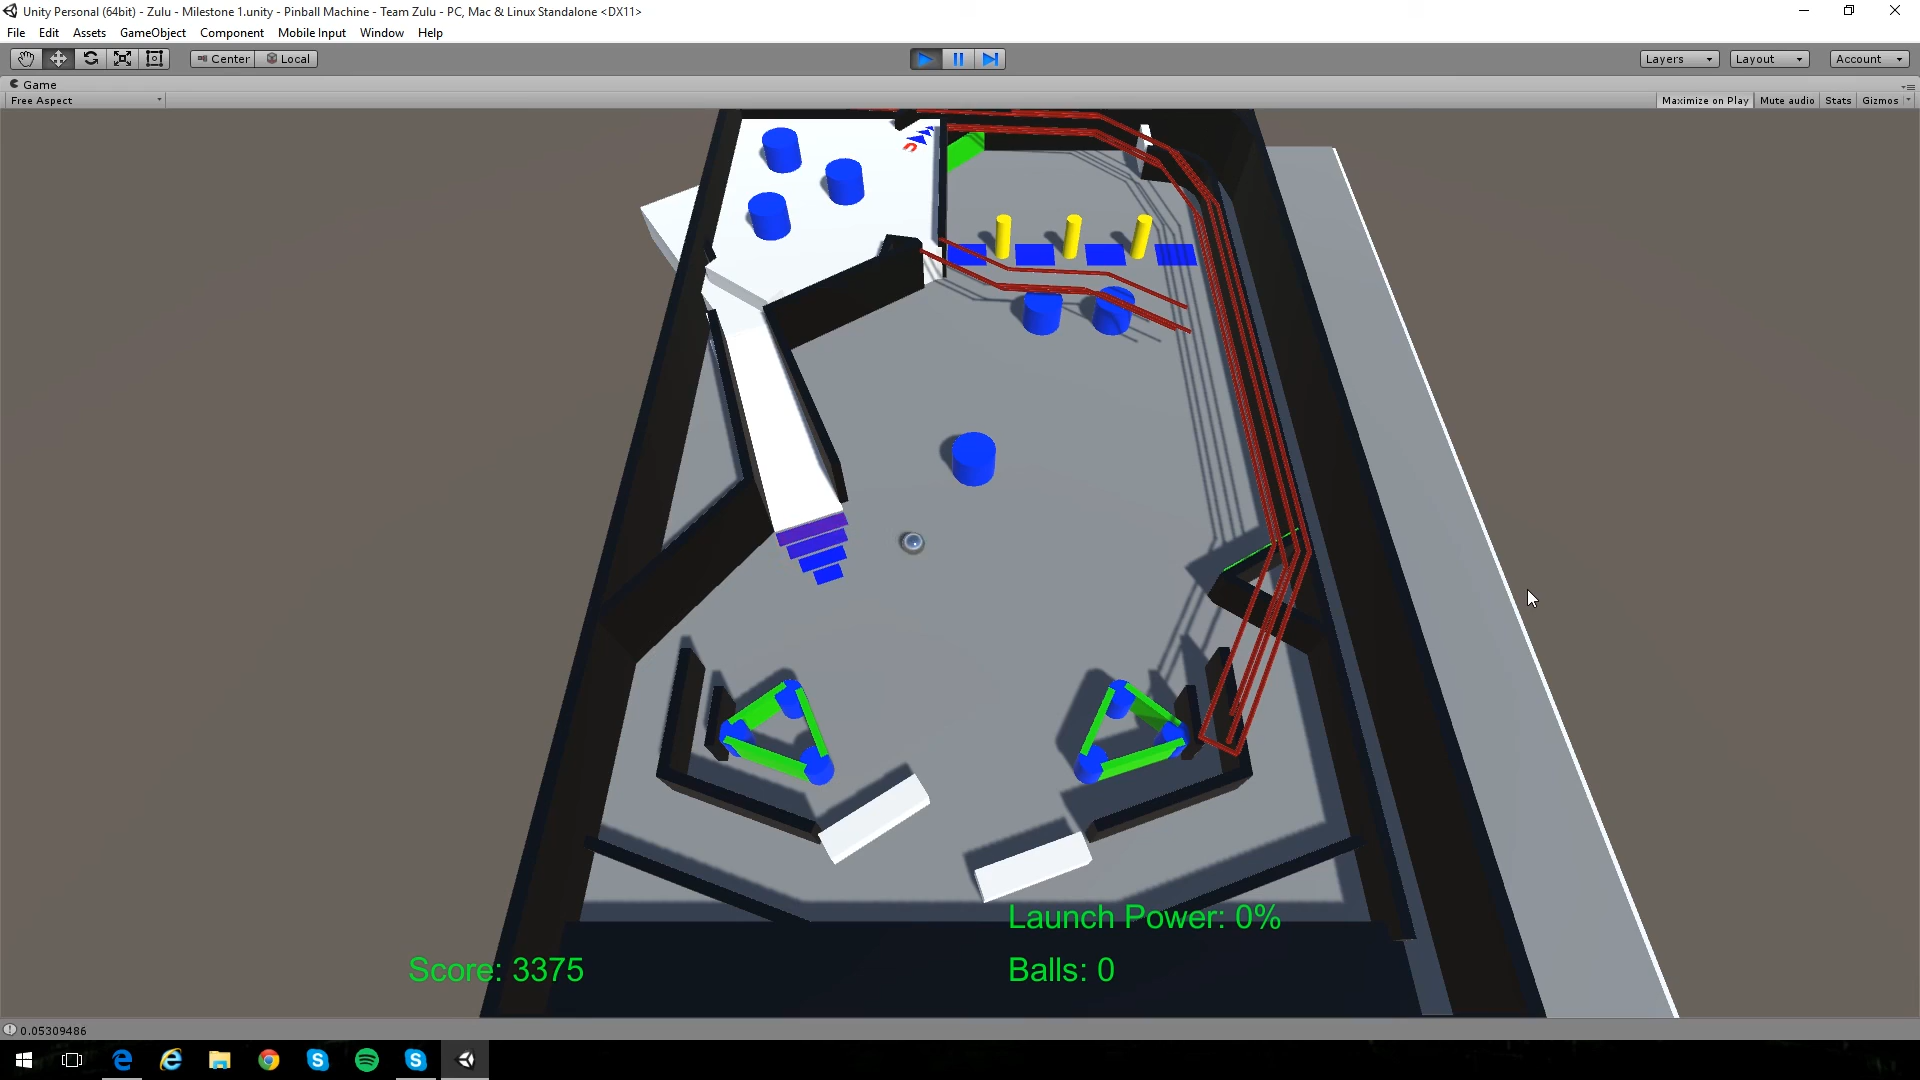 Unity Personal (64bit) - Zulu - Milestone 1.unity - Pinball Machine - Team Zulu - PC, Mac & Linux Standalone <DX11>
File Edit Assets GameObject Component Mobile Input Window Help
Center Local Layers Layout Account
Game
Free Aspect Maximize on Play Mute audio Stats Gizmos
Launch Power: 0%
Score: 3375 Balls: 0
0.05309486